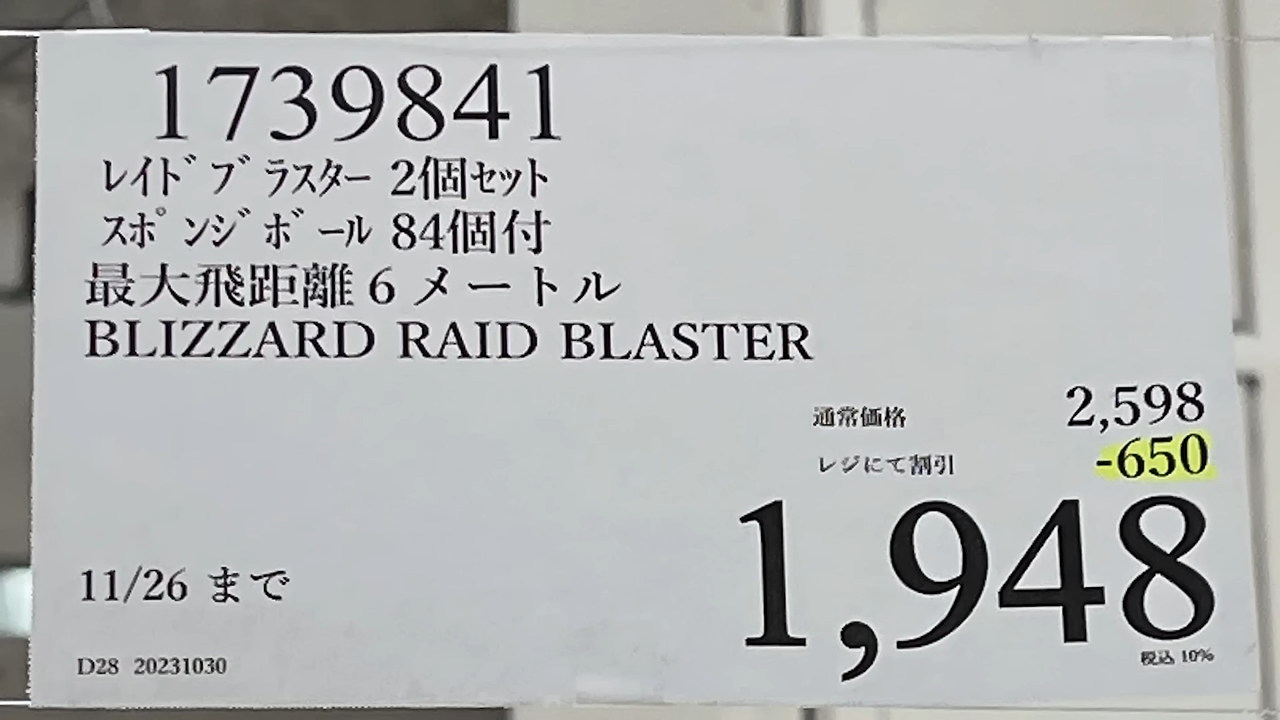 1739841
レイドブラスター 2個セット
スポンジボール 84個付
最大飛距離6メートル
BLIZZARD RAID BLASTER
通常価格 2,598
レジにて割引 -650
1,948
税込 10%
11/26 まで
D28 20231030